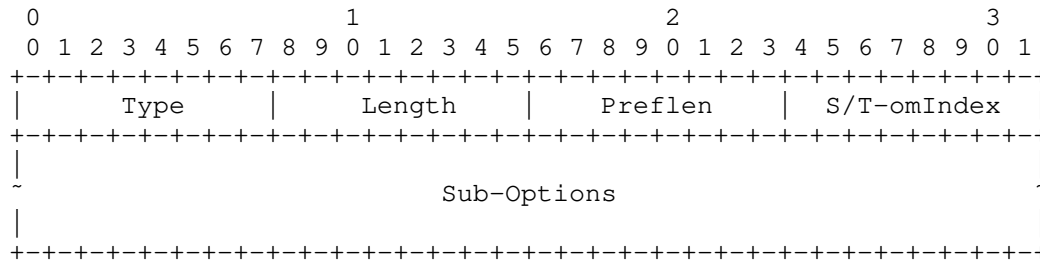 0                   1                   2                   3
 0 1 2 3 4 5 6 7 8 9 0 1 2 3 4 5 6 7 8 9 0 1 2 3 4 5 6 7 8 9 0 1
+-+-+-+-+-+-+-+-+-+-+-+-+-+-+-+-+-+-+-+-+-+-+-+-+-+-+-+-+-+-+-+-
|      Type     |     Length    |    Preflen    |  S/T-omIndex  |
+-+-+-+-+-+-+-+-+-+-+-+-+-+-+-+-+-+-+-+-+-+-+-+-+-+-+-+-+-+-+-+-
|                                                               |
~                          Sub-Options                          ~
|                                                               |
+-+-+-+-+-+-+-+-+-+-+-+-+-+-+-+-+-+-+-+-+-+-+-+-+-+-+-+-+-+-+-+-